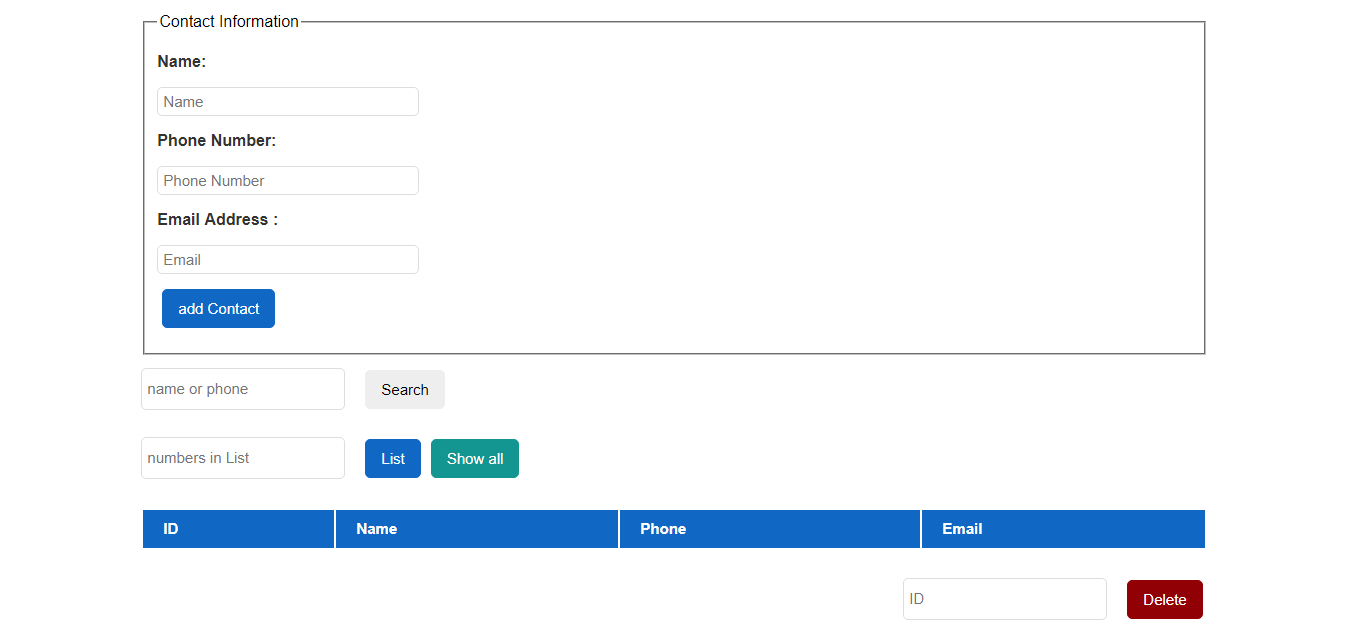 Contact Information
Name:
Name
Phone Number:
Phone Number
Email Address :
Email
add Contact
name or phone Search
numbers in List List Show all
ID Name Phone Email
ID Delete